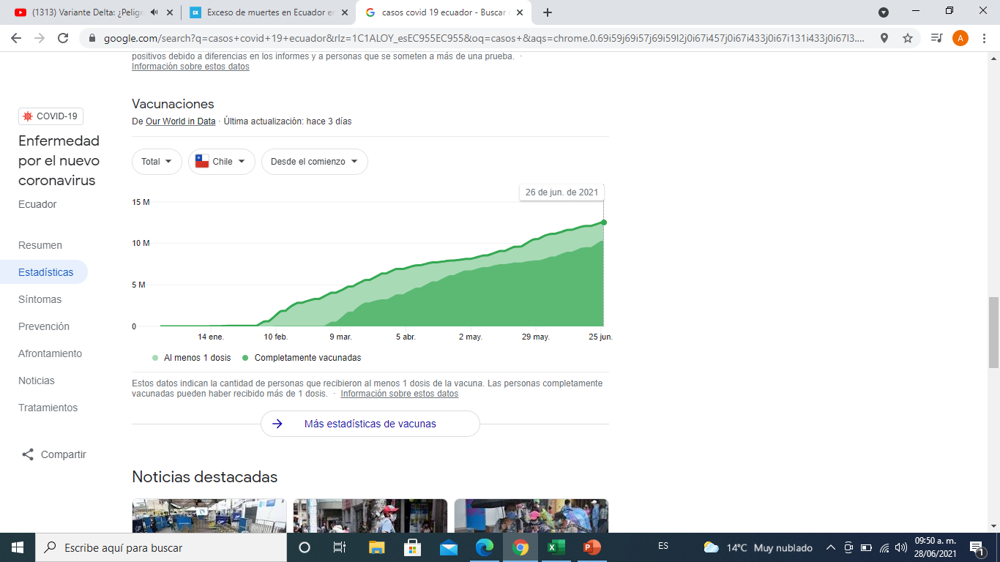 (1313) Variante Delta: ¿Peligr
Exceso de muertes en Ecuador en
casos covid 19 ecuador - Buscar
google.com/search?q=casos+covid+19+ecuador&rlz=1C1ALOY_esEC955EC955&oq=casos+&aqs=chrome.0.69i59j69i57j69i59l2j0i67i457j0i67i433j0i67i131i433j0i67l3....
A
positivos debido a diferencias en los informes y a personas que se someten a más de una prueba. ·
Información sobre estos datos
COVID-19
Enfermedad
por el nuevo
coronavirus
Ecuador
Resumen
Estadísticas
Síntomas
Prevención
Afrontamiento
Noticias
Tratamientos
Compartir
Vacunaciones
De Our World in Data · Última actualización: hace 3 días
Total Chile Desde el comienzo
26 de jun. de 2021
15 M
10 M
5 M
0
14 ene. 10 feb. 9 mar. 5 abr. 2 may. 29 may. 25 jun.
Al menos 1 dosis Completamente vacunadas
Estos datos indican la cantidad de personas que recibieron al menos 1 dosis de la vacuna. Las personas completamente
vacunadas pueden haber recibido más de 1 dosis. · Información sobre estos datos
Más estadísticas de vacunas
Noticias destacadas
Escribe aquí para buscar
ES
14°C Muy nublado
09:50 a. m.
28/06/2021
1